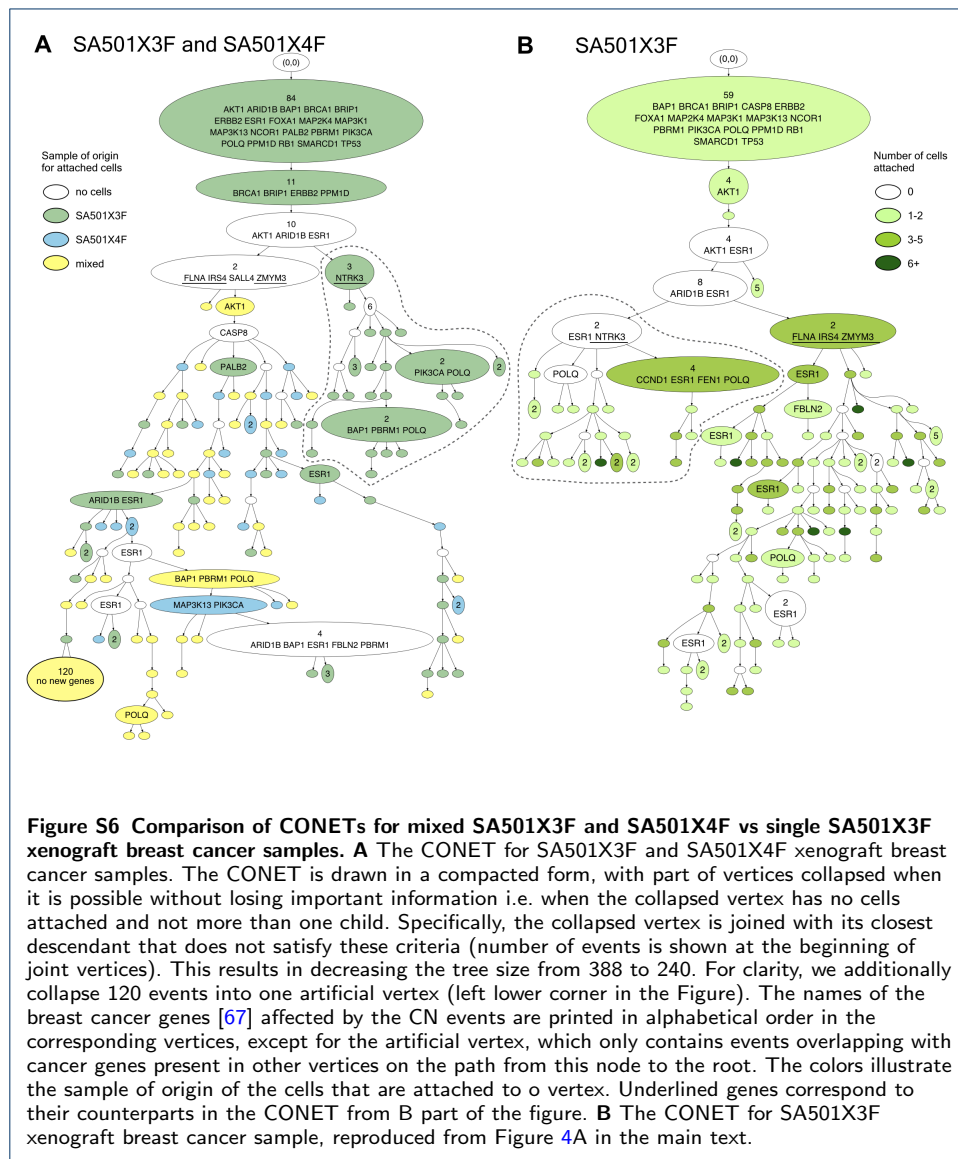 A SA501X3F and SA501X4F
(0,0)
84
AKT1 ARID1B BAP1 BRCA1 BRIP1
ERBB2 ESR1 FOXA1 MAP2K4 MAP3K1
MAP3K13 NCOR1 PALB2 PBRM1 PIK3CA
POLQ PPM1D RB1 SMARCD1 TP53
Sample of origin
for attached cells
no cells
SA501X3F
SA501X4F
mixed
11
BRCA1 BRIP1 ERBB2 PPM1D
10
AKT1 ARID1B ESR1
2
FLNA IRS4 SALL4 ZMYM3
3
NTRK3
AKT1
6
CASP8
PALB2
3
2
PIK3CA POLQ
2
2
2
BAP1 PBRM1 POLQ
ESR1
ARID1B ESR1
2
2
ESR1
BAP1 PBRM1 POLQ
ESR1
MAP3K13 PIK3CA
2
2
4
ARID1B BAP1 ESR1 FBLN2 PBRM1
120
no new genes
3
POLQ
B SA501X3F
(0,0)
59
BAP1 BRCA1 BRIP1 CASP8 ERBB2
FOXA1 MAP2K4 MAP3K1 MAP3K13 NCOR1
PBRM1 PIK3CA POLQ PPM1D RB1
SMARCD1 TP53
Number of cells
attached
0
1-2
3-5
6+
4
AKT1
4
AKT1 ESR1
8
ARID1B ESR1
5
2
ESR1 NTRK3
2
FLNA IRS4 ZMYM3
POLQ
4
CCND1 ESR1 FEN1 POLQ
ESR1
2
FBLN2
ESR1
5
2
2
2
2
2
ESR1
2
2
POLQ
2
ESR1
ESR1
2
2
Figure S6 Comparison of CONETs for mixed SA501X3F and SA501X4F vs single SA501X3F
xenograft breast cancer samples. A The CONET for SA501X3F and SA501X4F xenograft breast
cancer samples. The CONET is drawn in a compacted form, with part of vertices collapsed when
it is possible without losing important information i.e. when the collapsed vertex has no cells
attached and not more than one child. Specifically, the collapsed vertex is joined with its closest
descendant that does not satisfy these criteria (number of events is shown at the beginning of
joint vertices). This results in decreasing the tree size from 388 to 240. For clarity, we additionally
collapse 120 events into one artificial vertex (left lower corner in the Figure). The names of the
breast cancer genes [67] affected by the CN events are printed in alphabetical order in the
corresponding vertices, except for the artificial vertex, which only contains events overlapping with
cancer genes present in other vertices on the path from this node to the root. The colors illustrate
the sample of origin of the cells that are attached to o vertex. Underlined genes correspond to
their counterparts in the CONET from B part of the figure. B The CONET for SA501X3F
xenograft breast cancer sample, reproduced from Figure 4A in the main text.